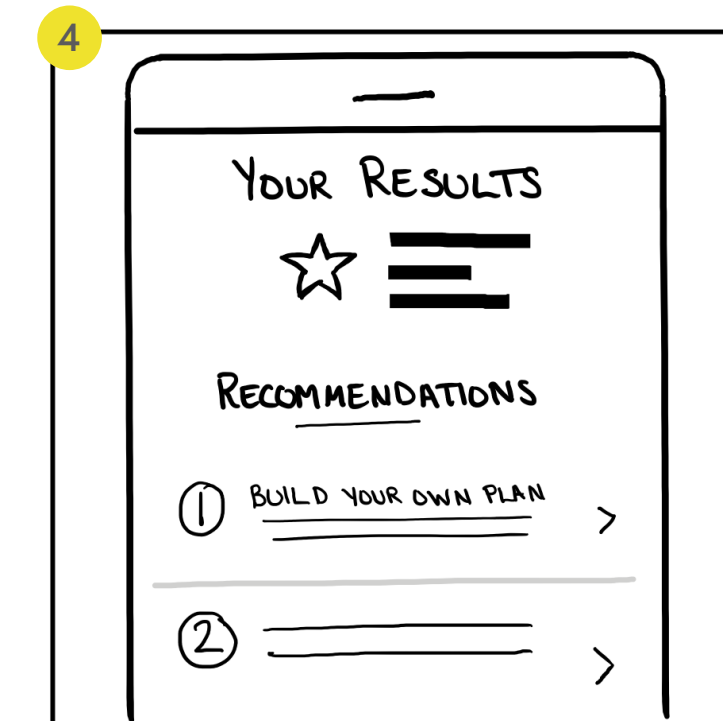 4
YOUR RESULTS
RECOMMENDATIONS
1 BUILD YOUR OWN PLAN
2